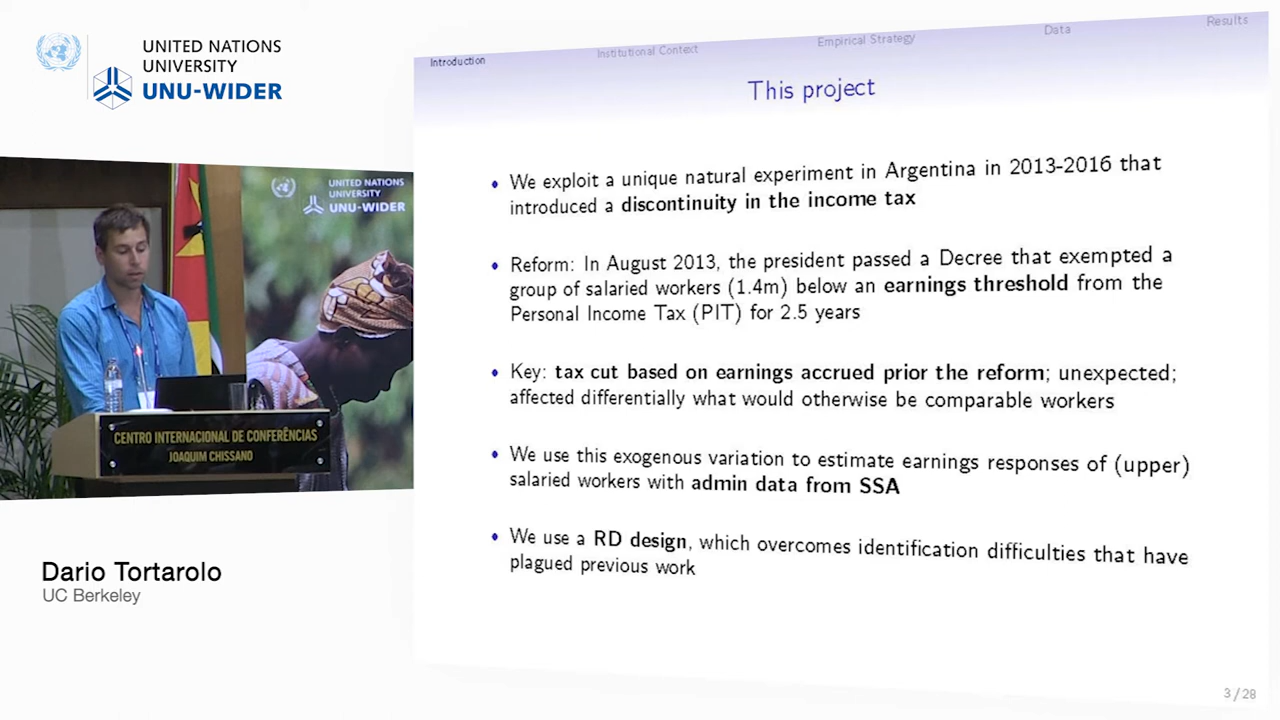 UNITED NATIONS
UNIVERSITY
UNU-WIDER
UNITED NATIONS
UNIVERSITY
UNU-WIDER
CENTRO INTERNACIONAL DE CONFERÊNCIAS
JOAQUIM CHISSANO
Dario Tortarolo
UC Berkeley
Introduction
Institutional Context
Empirical Strategy
Data
Results
This project
• We exploit a unique natural experiment in Argentina in 2013-2016 that
introduced a discontinuity in the income tax
• Reform: In August 2013, the president passed a Decree that exempted a
group of salaried workers (1.4m) below an earnings threshold from the
Personal Income Tax (PIT) for 2.5 years
• Key: tax cut based on earnings accrued prior the reform; unexpected;
affected differentially what would otherwise be comparable workers
• We use this exogenous variation to estimate earnings responses of (upper)
salaried workers with admin data from SSA
• We use a RD design, which overcomes identification difficulties that have
plagued previous work
3 / 28